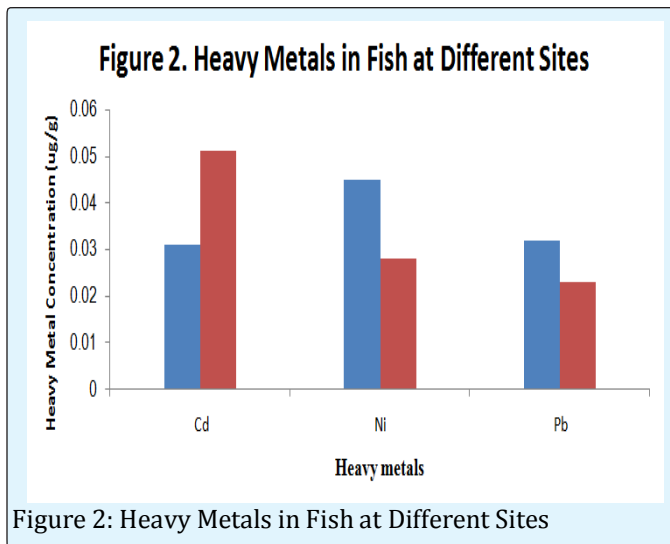 Figure 2. Heavy Metals in Fish at Different Sites
Heavy Metal Concentration (ug/g)
0.06
0.05
0.04
0.03
0.02
0.01
0
Cd Ni Pb
Heavy metals
Figure 2: Heavy Metals in Fish at Different Sites